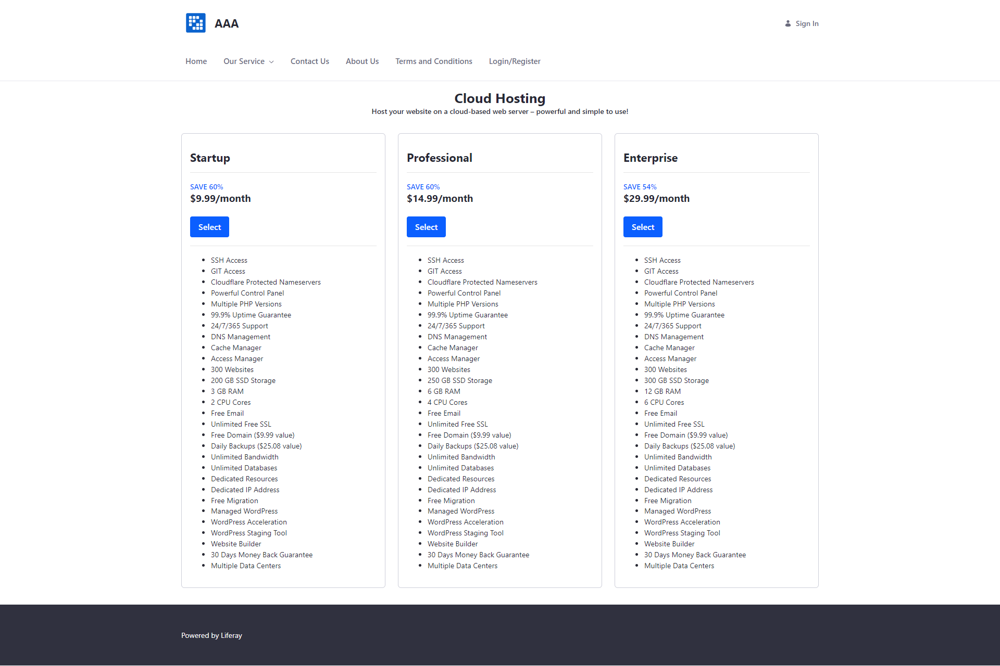 AAA
Sign In
Home
Our Service
Contact Us
About Us
Terms and Conditions
Login/Register
Cloud Hosting
Host your website on a cloud-based web server – powerful and simple to use!
Startup
SAVE 60%
$9.99/month
Select
SSH Access
GIT Access
Cloudflare Protected Nameservers
Powerful Control Panel
Multiple PHP Versions
99.9% Uptime Guarantee
24/7/365 Support
DNS Management
Cache Manager
Access Manager
300 Websites
200 GB SSD Storage
3 GB RAM
2 CPU Cores
Free Email
Unlimited Free SSL
Free Domain ($9.99 value)
Daily Backups ($25.08 value)
Unlimited Bandwidth
Unlimited Databases
Dedicated Resources
Dedicated IP Address
Free Migration
Managed WordPress
WordPress Acceleration
WordPress Staging Tool
Website Builder
30 Days Money Back Guarantee
Multiple Data Centers
Professional
SAVE 60%
$14.99/month
Select
SSH Access
GIT Access
Cloudflare Protected Nameservers
Powerful Control Panel
Multiple PHP Versions
99.9% Uptime Guarantee
24/7/365 Support
DNS Management
Cache Manager
Access Manager
300 Websites
250 GB SSD Storage
6 GB RAM
4 CPU Cores
Free Email
Unlimited Free SSL
Free Domain ($9.99 value)
Daily Backups ($25.08 value)
Unlimited Bandwidth
Unlimited Databases
Dedicated Resources
Dedicated IP Address
Free Migration
Managed WordPress
WordPress Acceleration
WordPress Staging Tool
Website Builder
30 Days Money Back Guarantee
Multiple Data Centers
Enterprise
SAVE 54%
$29.99/month
Select
SSH Access
GIT Access
Cloudflare Protected Nameservers
Powerful Control Panel
Multiple PHP Versions
99.9% Uptime Guarantee
24/7/365 Support
DNS Management
Cache Manager
Access Manager
300 Websites
300 GB SSD Storage
12 GB RAM
6 CPU Cores
Free Email
Unlimited Free SSL
Free Domain ($9.99 value)
Daily Backups ($25.08 value)
Unlimited Bandwidth
Unlimited Databases
Dedicated Resources
Dedicated IP Address
Free Migration
Managed WordPress
WordPress Acceleration
WordPress Staging Tool
Website Builder
30 Days Money Back Guarantee
Multiple Data Centers
Powered by Liferay